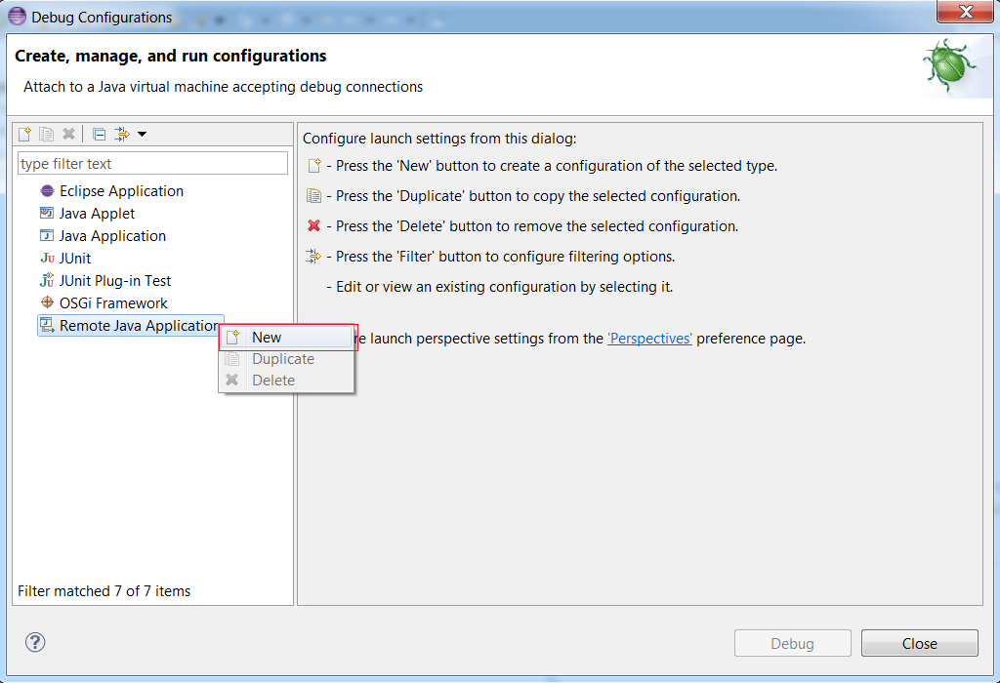 Debug Configurations
Create, manage, and run configurations
Attach to a Java virtual machine accepting debug connections
type filter text
Eclipse Application
Java Applet
Java Application
JUnit
JUnit Plug-in Test
OSGi Framework
Remote Java Application
New
Duplicate
Delete
Filter matched 7 of 7 items
Configure launch settings from this dialog:
- Press the 'New' button to create a configuration of the selected type.
- Press the 'Duplicate' button to copy the selected configuration.
- Press the 'Delete' button to remove the selected configuration.
- Press the 'Filter' button to configure filtering options.
- Edit or view an existing configuration by selecting it.
launch perspective settings from the 'Perspectives' preference page.
Debug
Close